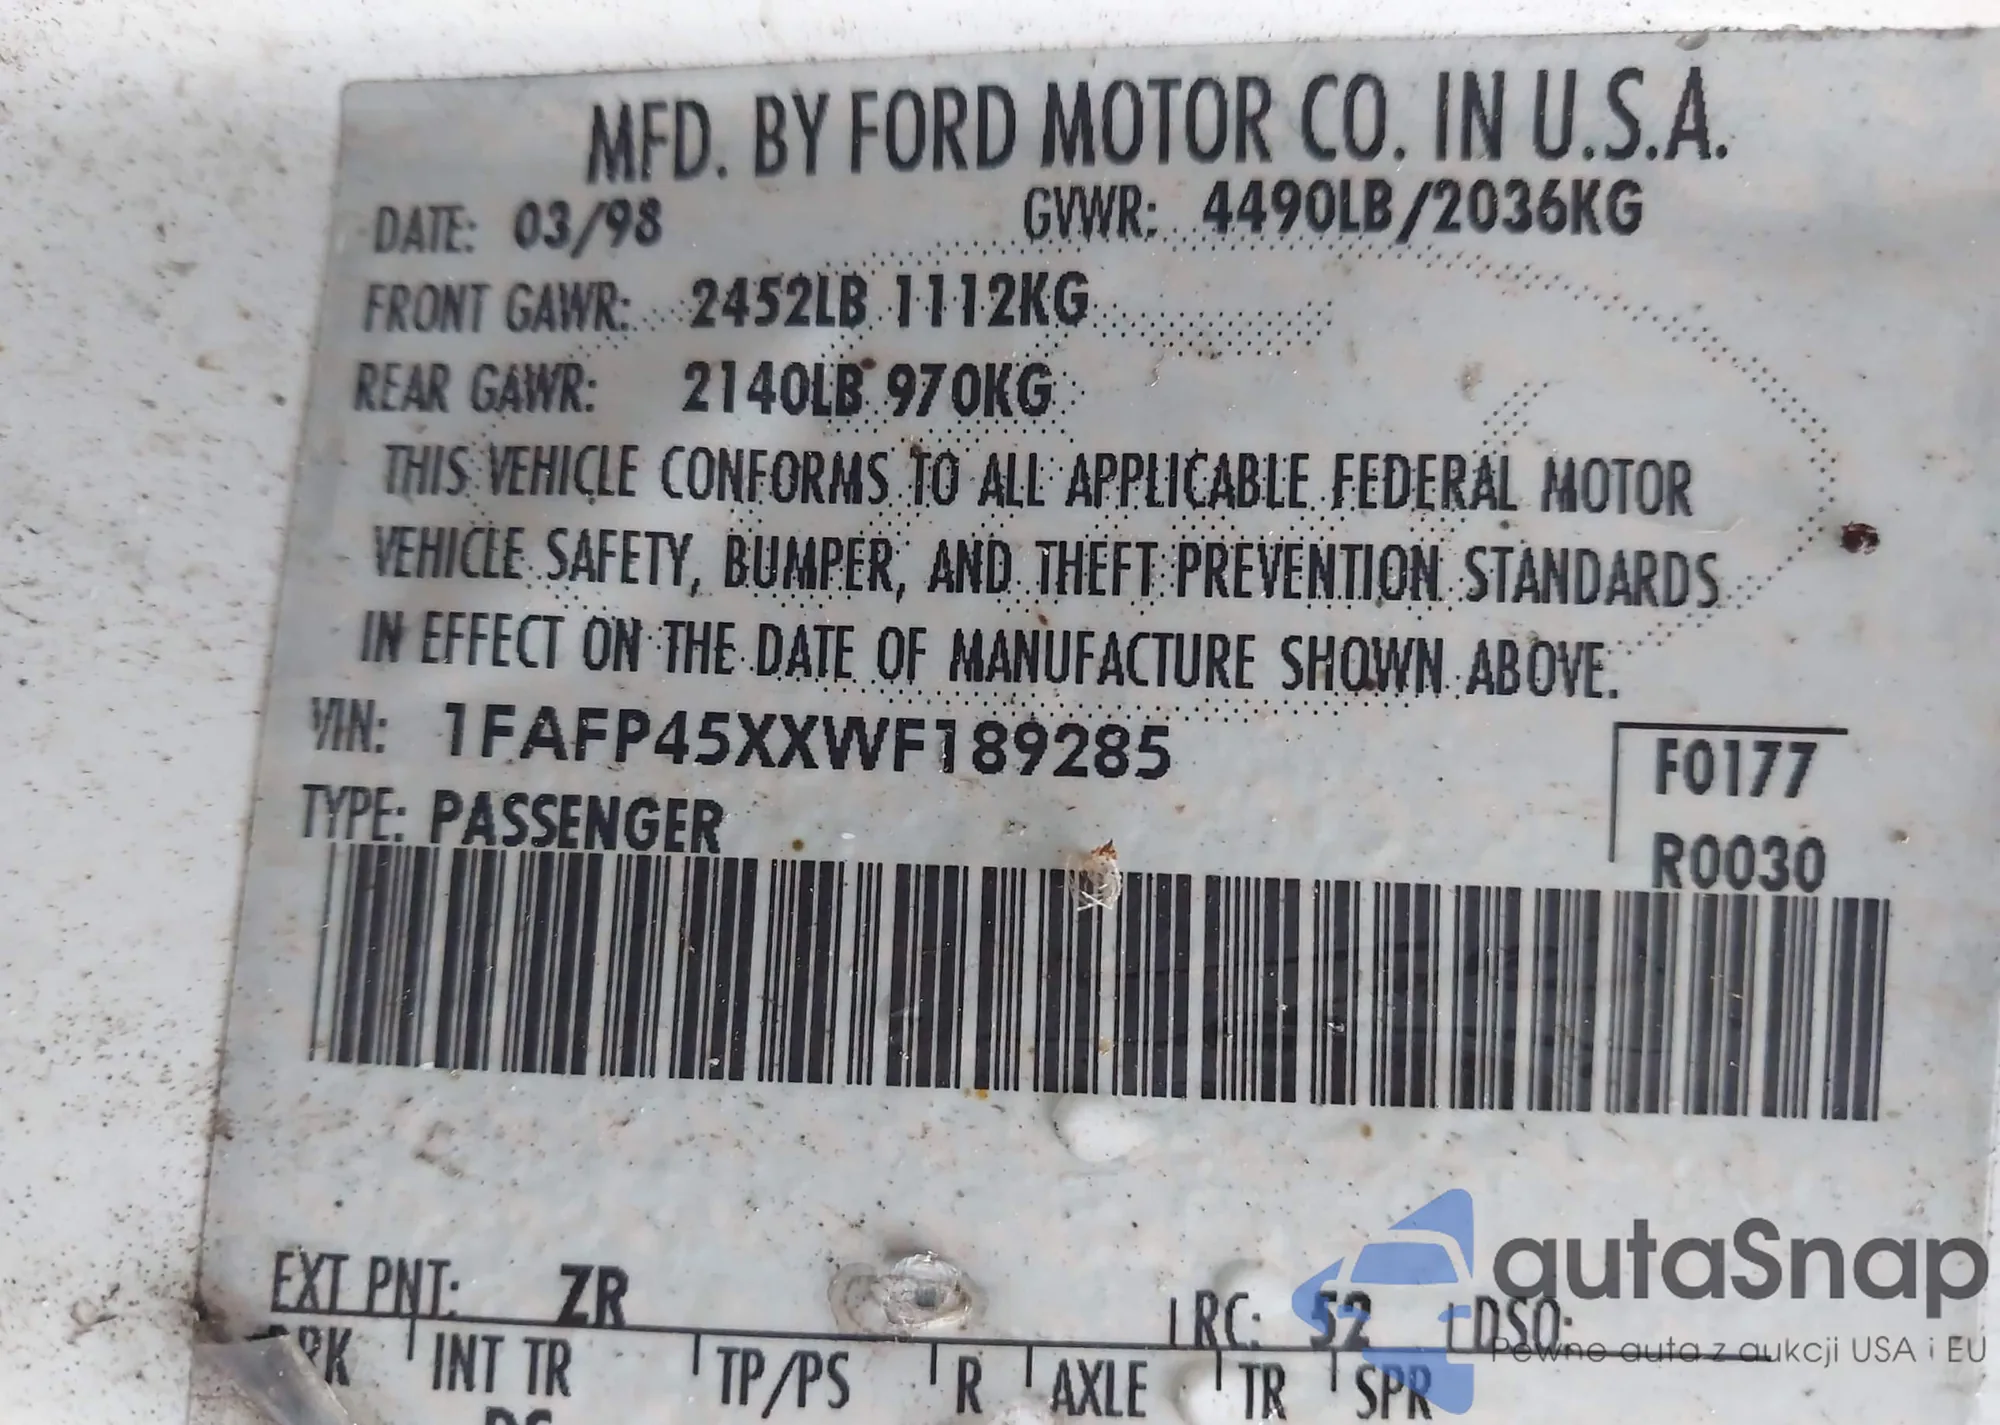 MFD. BY FORD MOTOR CO. IN U.S.A.
DATE: 03/98 GVWR: 4490LB/2036KG
FRONT GAWR: 2452LB 1112KG
REAR GAWR: 2140LB 970KG
THIS VEHICLE CONFORMS TO ALL APPLICABLE FEDERAL MOTOR
VEHICLE SAFETY, BUMPER, AND THEFT PREVENTION STANDARDS
IN EFFECT ON THE DATE OF MANUFACTURE SHOWN ABOVE.
VIN: 1FAFP45XXWF189285
F0177
TYPE: PASSENGER
R0030
EXT PNT: ZR RC: 52 DSO:
INT TR TP/PS R AXLE TR SPR
autaSnap
Pewne auta z aukcji USA i EU